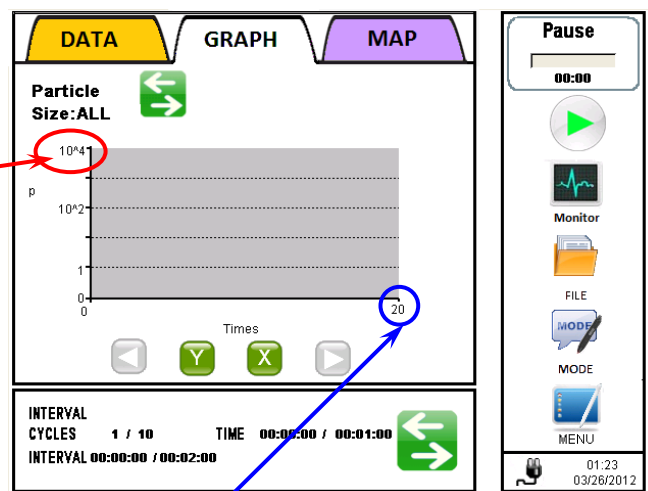 DATA
GRAPH
MAP
Particle
Size:ALL
10^4
p
10^2
1
0
0
20
Times
Y
X
INTERVAL
CYCLES 1 / 10 TIME 00:00:00 / 00:01:00
INTERVAL 00:00:00 / 00:02:00
Pause
00:00
Monitor
FILE
MODE
MODE
MENU
01:23
03/26/2012